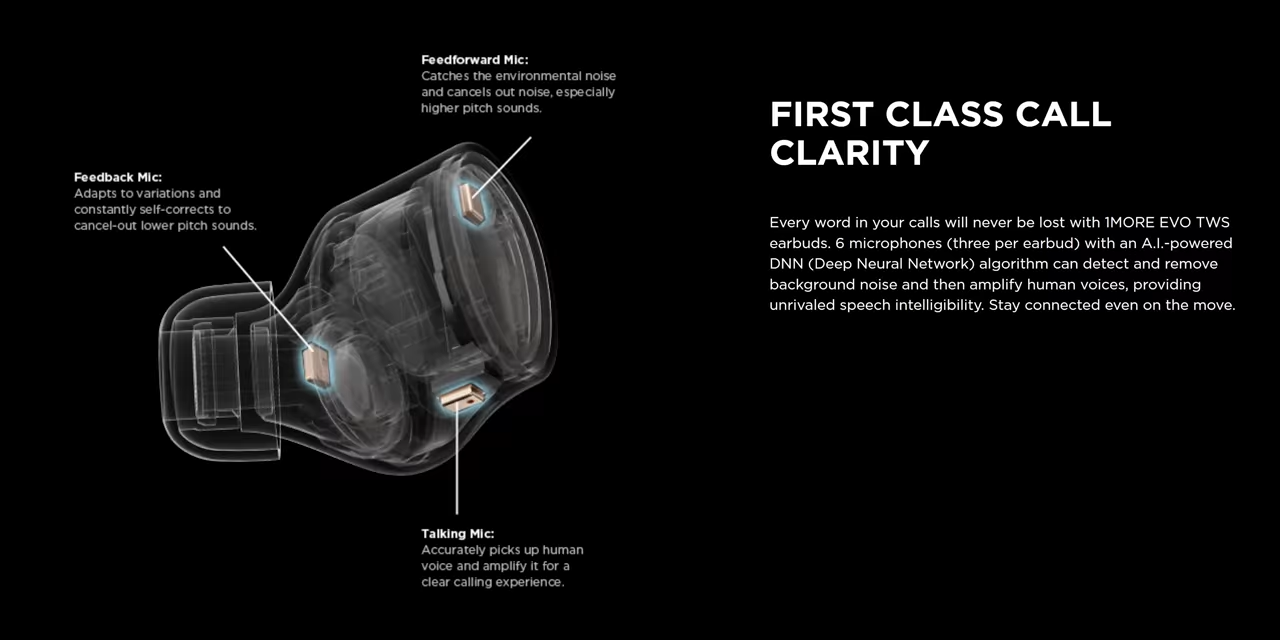 Feedforward Mic:
Catches the environmental noise
and cancels out noise, especially
higher pitch sounds.
Feedback Mic:
Adapts to variations and
constantly self-corrects to
cancel-out lower pitch sounds.
Talking Mic:
Accurately picks up human
voice and amplify it for a
clear calling experience.
FIRST CLASS CALL
CLARITY
Every word in your calls will never be lost with 1MORE EVO TWS
earbuds. 6 microphones (three per earbud) with an A.I.-powered
DNN (Deep Neural Network) algorithm can detect and remove
background noise and then amplify human voices, providing
unrivaled speech intelligibility. Stay connected even on the move.